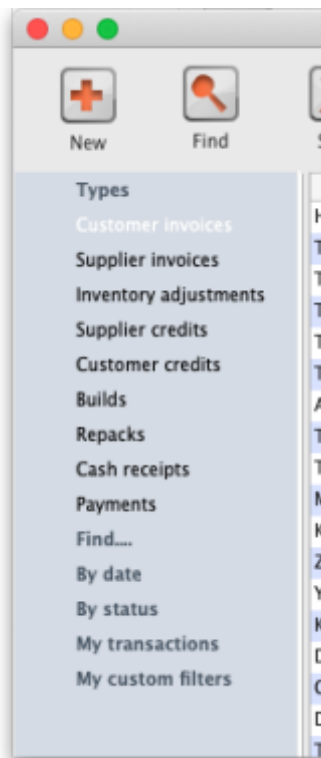 New
Find
Types
Customer invoices
Supplier invoices
Inventory adjustments
Supplier credits
Customer credits
Builds
Repacks
Cash receipts
Payments
Find....
By date
By status
My transactions
My custom filters